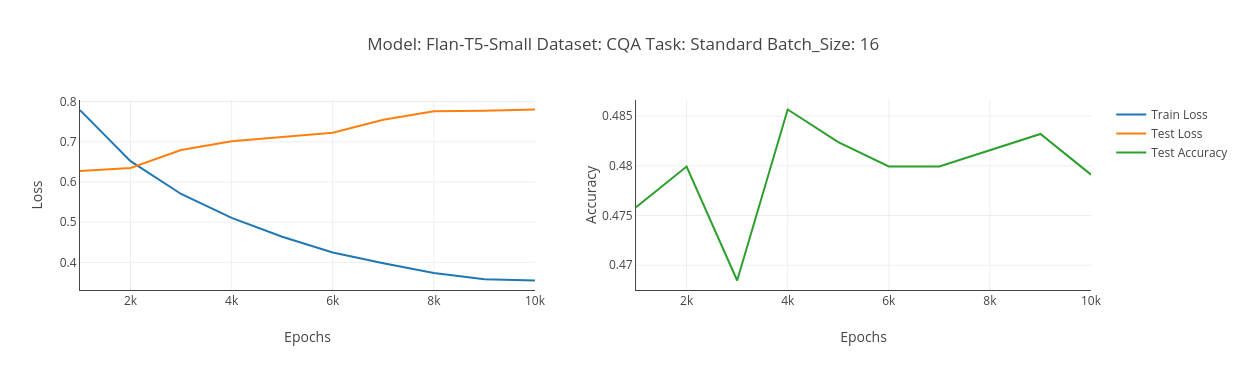 Model: Flan-T5-Small Dataset: CQA Task: Standard Batch_Size: 16
0.8
0.7
0.6
0.5
0.4
Loss
2k
4k
6k
8k
10k
Epochs
0.485
0.48
0.475
0.47
Accuracy
2k
4k
6k
8k
10k
Epochs
Train Loss
Test Loss
Test Accuracy